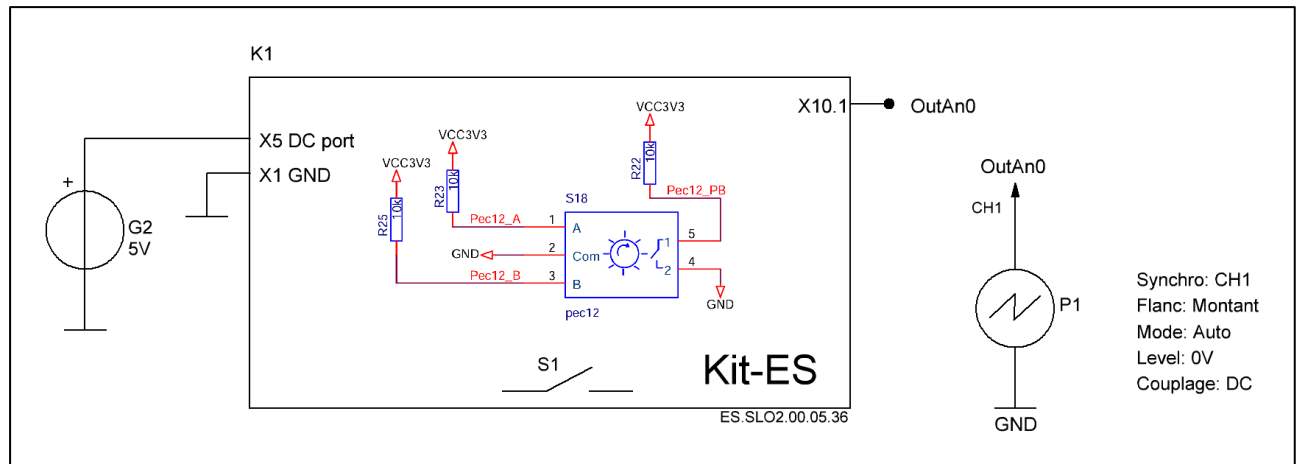 K1
X10.1
OutAn0
X5 DC port
X1 GND
+
G2
5V
VCC3V3
R25
10k
VCC3V3
R23
10k
VCC3V3
R22
10k
Pec12_PB
Pec12_A
GND
Pec12_B
S18
1
A
2
Com
3
B
1
2
5
4
pec12
GND
S1
Kit-ES
ES.SLO2.00.05.36
OutAn0
CH1
P1
GND
Synchro: CH1
Flanc: Montant
Mode: Auto
Level: 0V
Couplage: DC